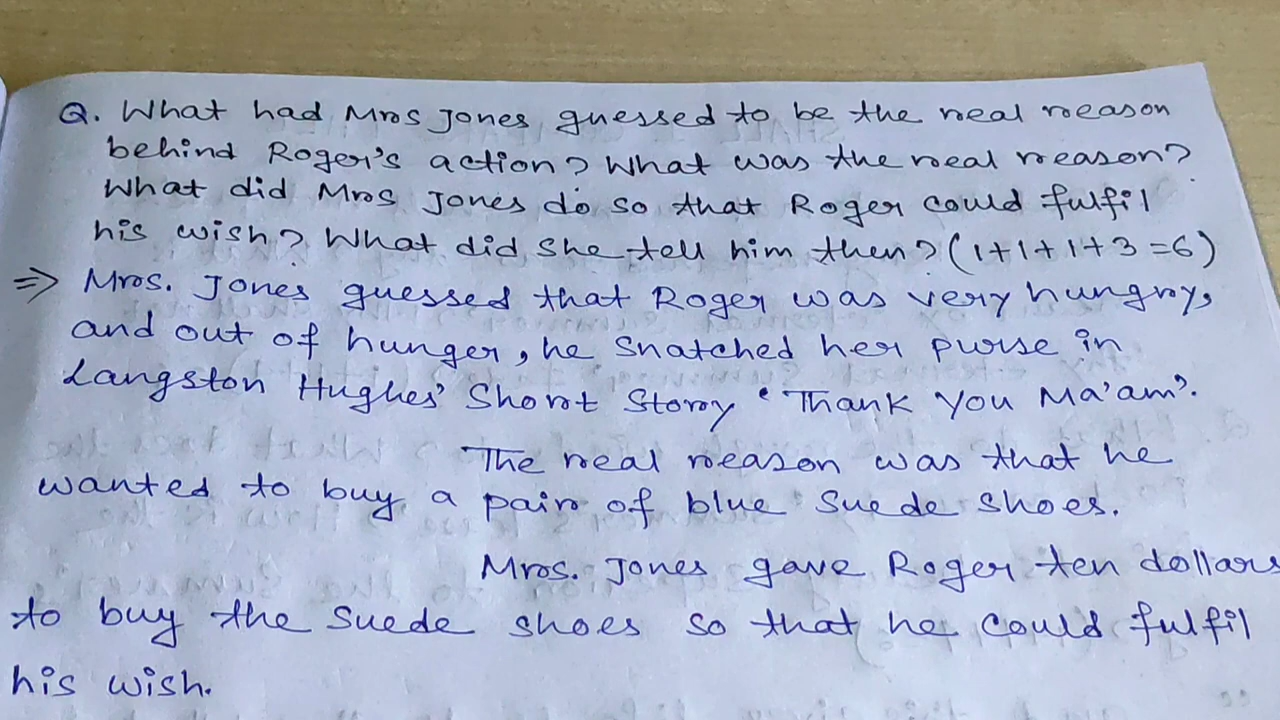 Q. What had Mrs Jones guessed to be the real reason
behind Roger's action? What was the real reason?
What did Mrs Jones do so that Roger could fulfil
his wish? What did she tell him then? (1+1+1+3=6)
⇒ Mrs. Jones guessed that Roger was very hungry,
and out of hunger, he snatched her purse in
Langston Hughes' Short Story 'Thank You Ma'am'.
The real reason was that he
wanted to buy a pair of blue suede shoes.
Mrs. Jones gave Roger ten dollars
to buy the suede shoes so that he could fulfil
his wish.